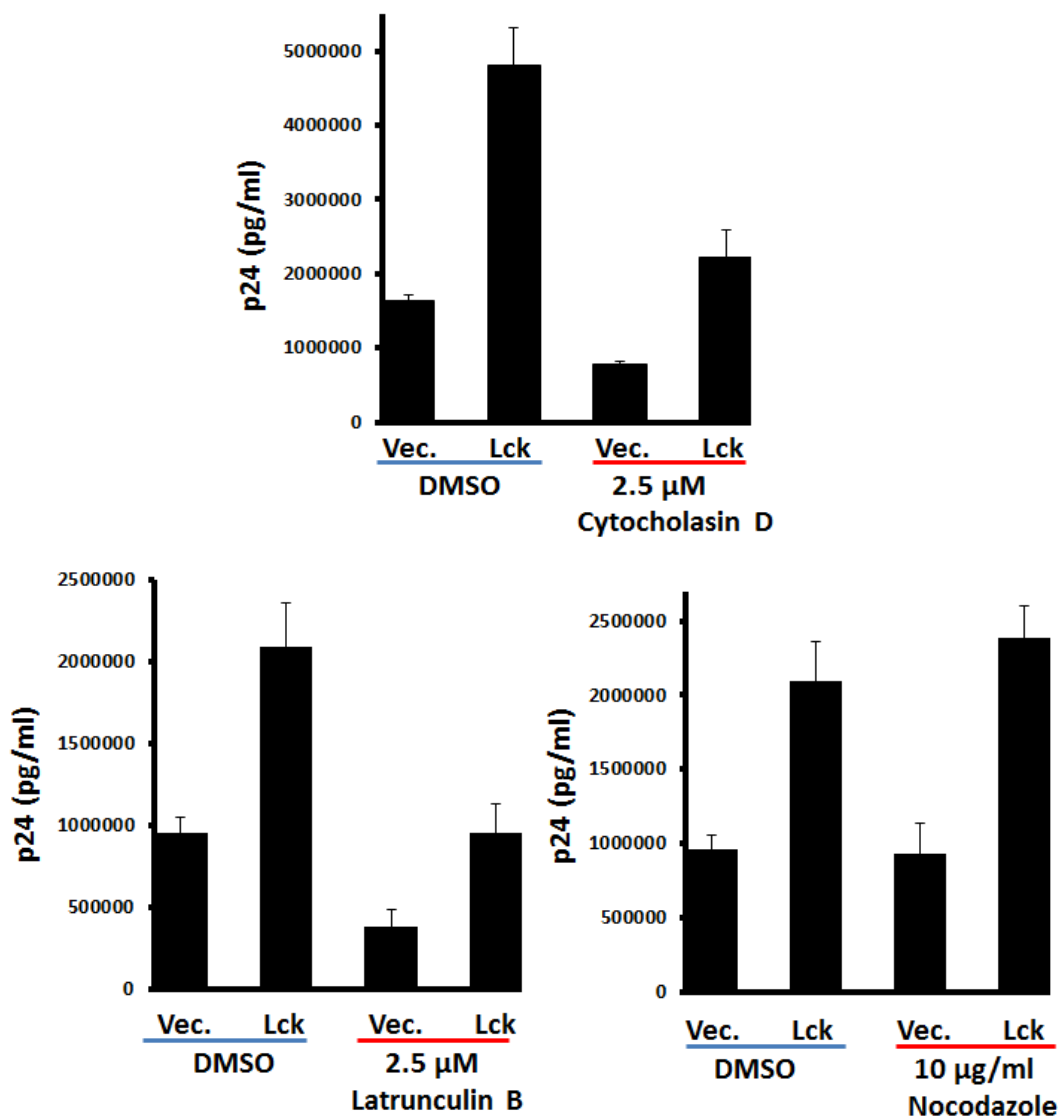 5000000
4000000
3000000
2000000
1000000
0
p24 (pg/ml)
Vec. Lck Vec. Lck
DMSO 2.5 µM
Cytocholasin D
2500000
2000000
1500000
1000000
500000
0
p24 (pg/ml)
Vec. Lck Vec. Lck
DMSO 2.5 µM
Latrunculin B
2500000
2000000
1500000
1000000
500000
0
p24 (pg/ml)
Vec. Lck Vec. Lck
DMSO 10 µg/ml
Nocodazole